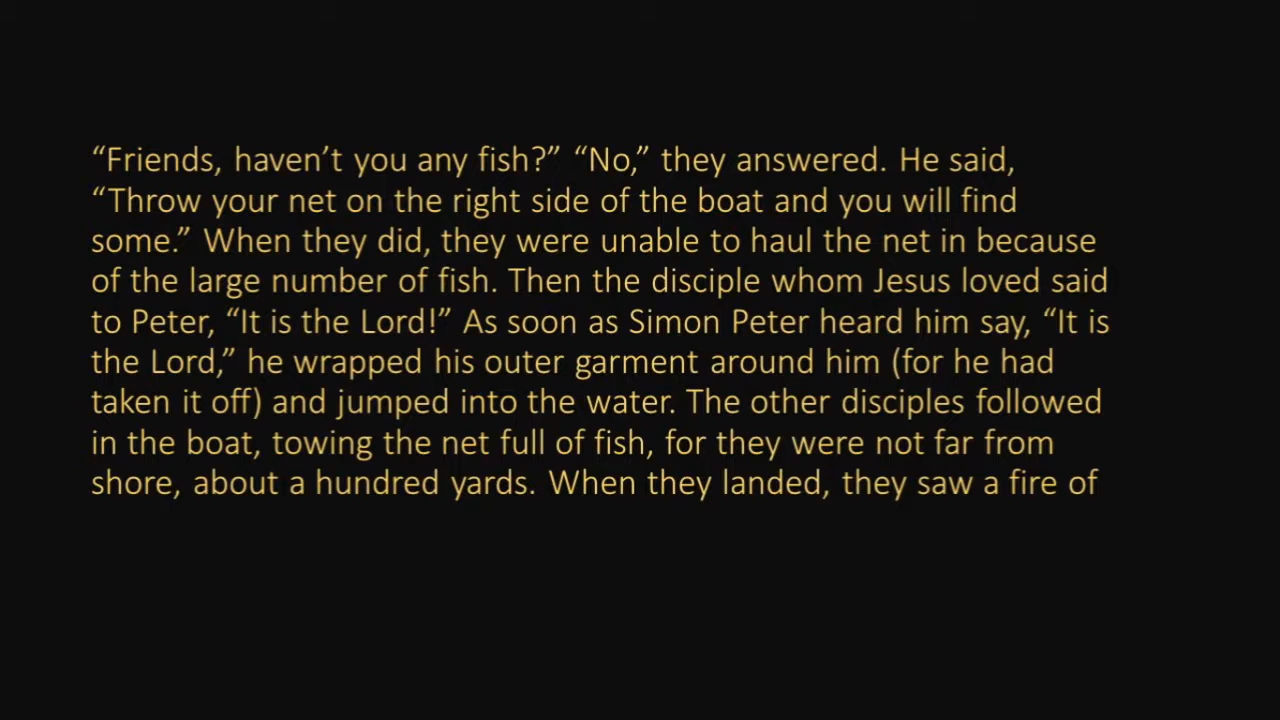 “Friends, haven’t you any fish?” “No,” they answered. He said,
“Throw your net on the right side of the boat and you will find
some.” When they did, they were unable to haul the net in because
of the large number of fish. Then the disciple whom Jesus loved said
to Peter, “It is the Lord!” As soon as Simon Peter heard him say, “It is
the Lord,” he wrapped his outer garment around him (for he had
taken it off) and jumped into the water. The other disciples followed
in the boat, towing the net full of fish, for they were not far from
shore, about a hundred yards. When they landed, they saw a fire of